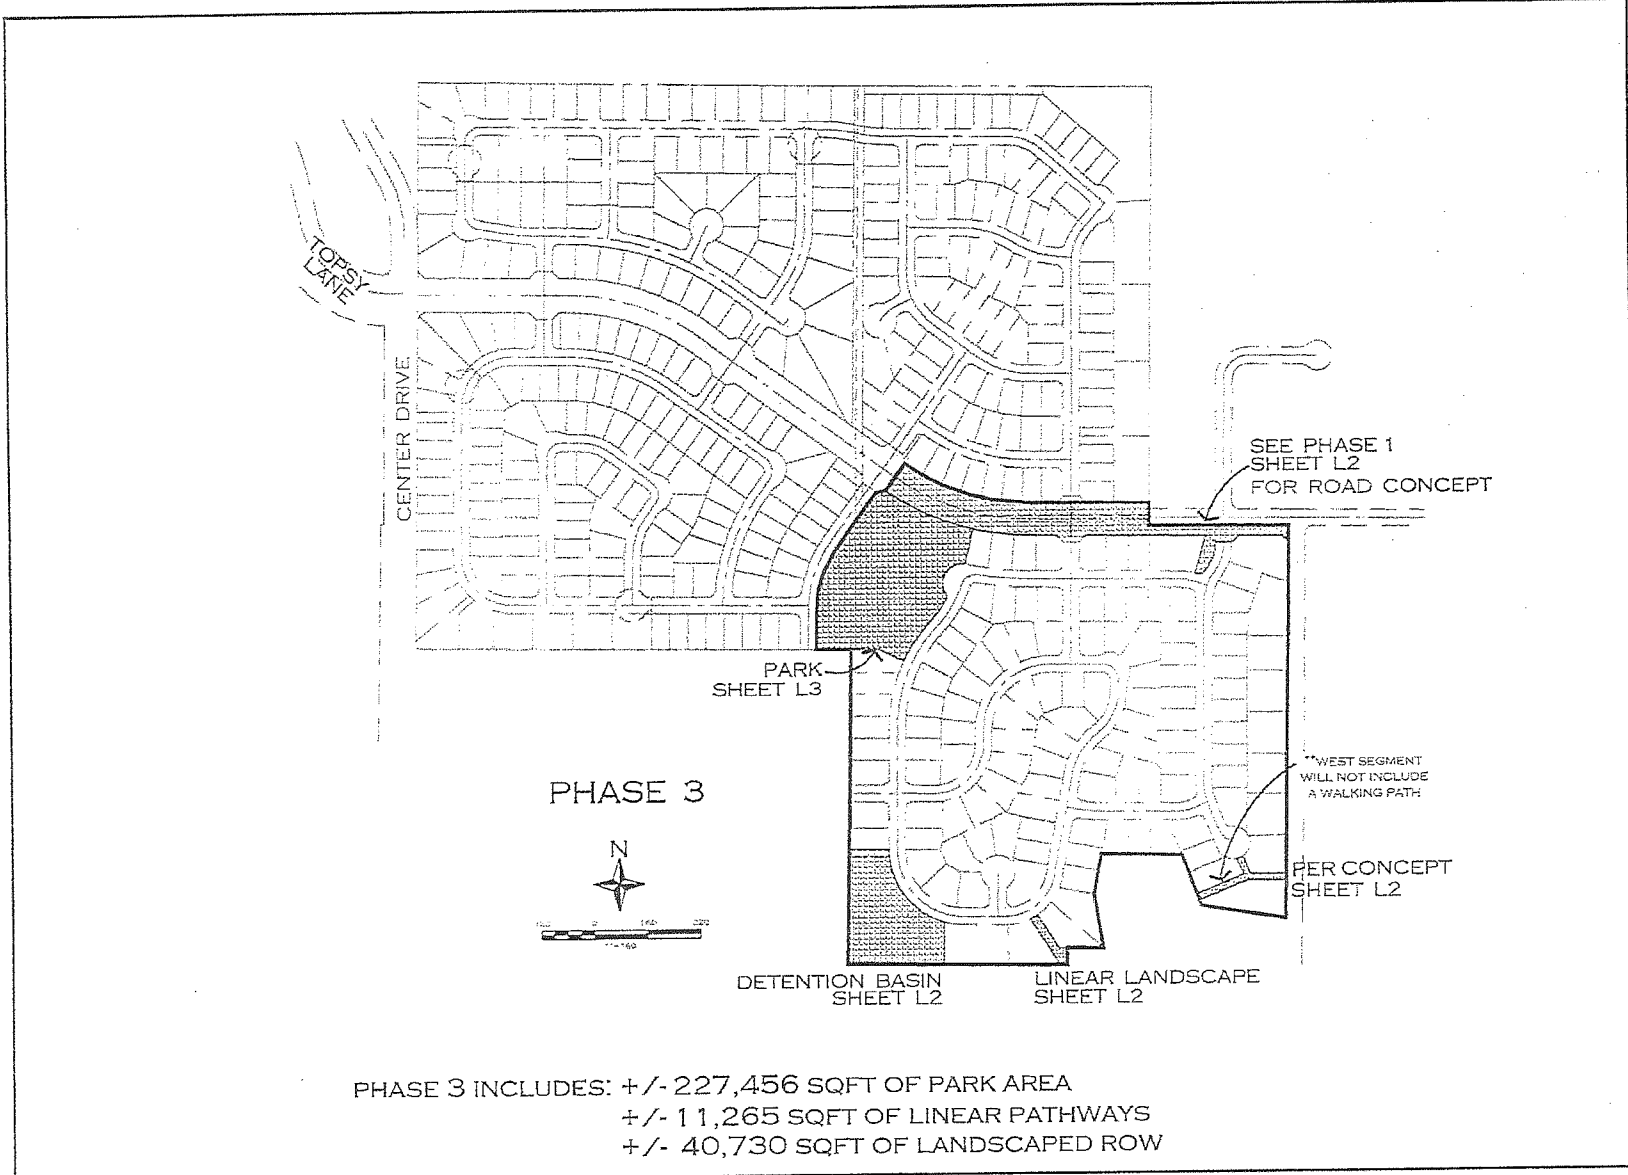 TOPSY
LANE
CENTER DRIVE
SEE PHASE 1
SHEET L2
FOR ROAD CONCEPT
PARK
SHEET L3
**WEST SEGMENT
WILL NOT INCLUDE
A WALKING PATH
PHASE 3
N
PER CONCEPT
SHEET L2
DETENTION BASIN
SHEET L2
LINEAR LANDSCAPE
SHEET L2
PHASE 3 INCLUDES: +/- 227,456 SQFT OF PARK AREA
+/- 11,265 SQFT OF LINEAR PATHWAYS
+/- 40,730 SQFT OF LANDSCAPED ROW